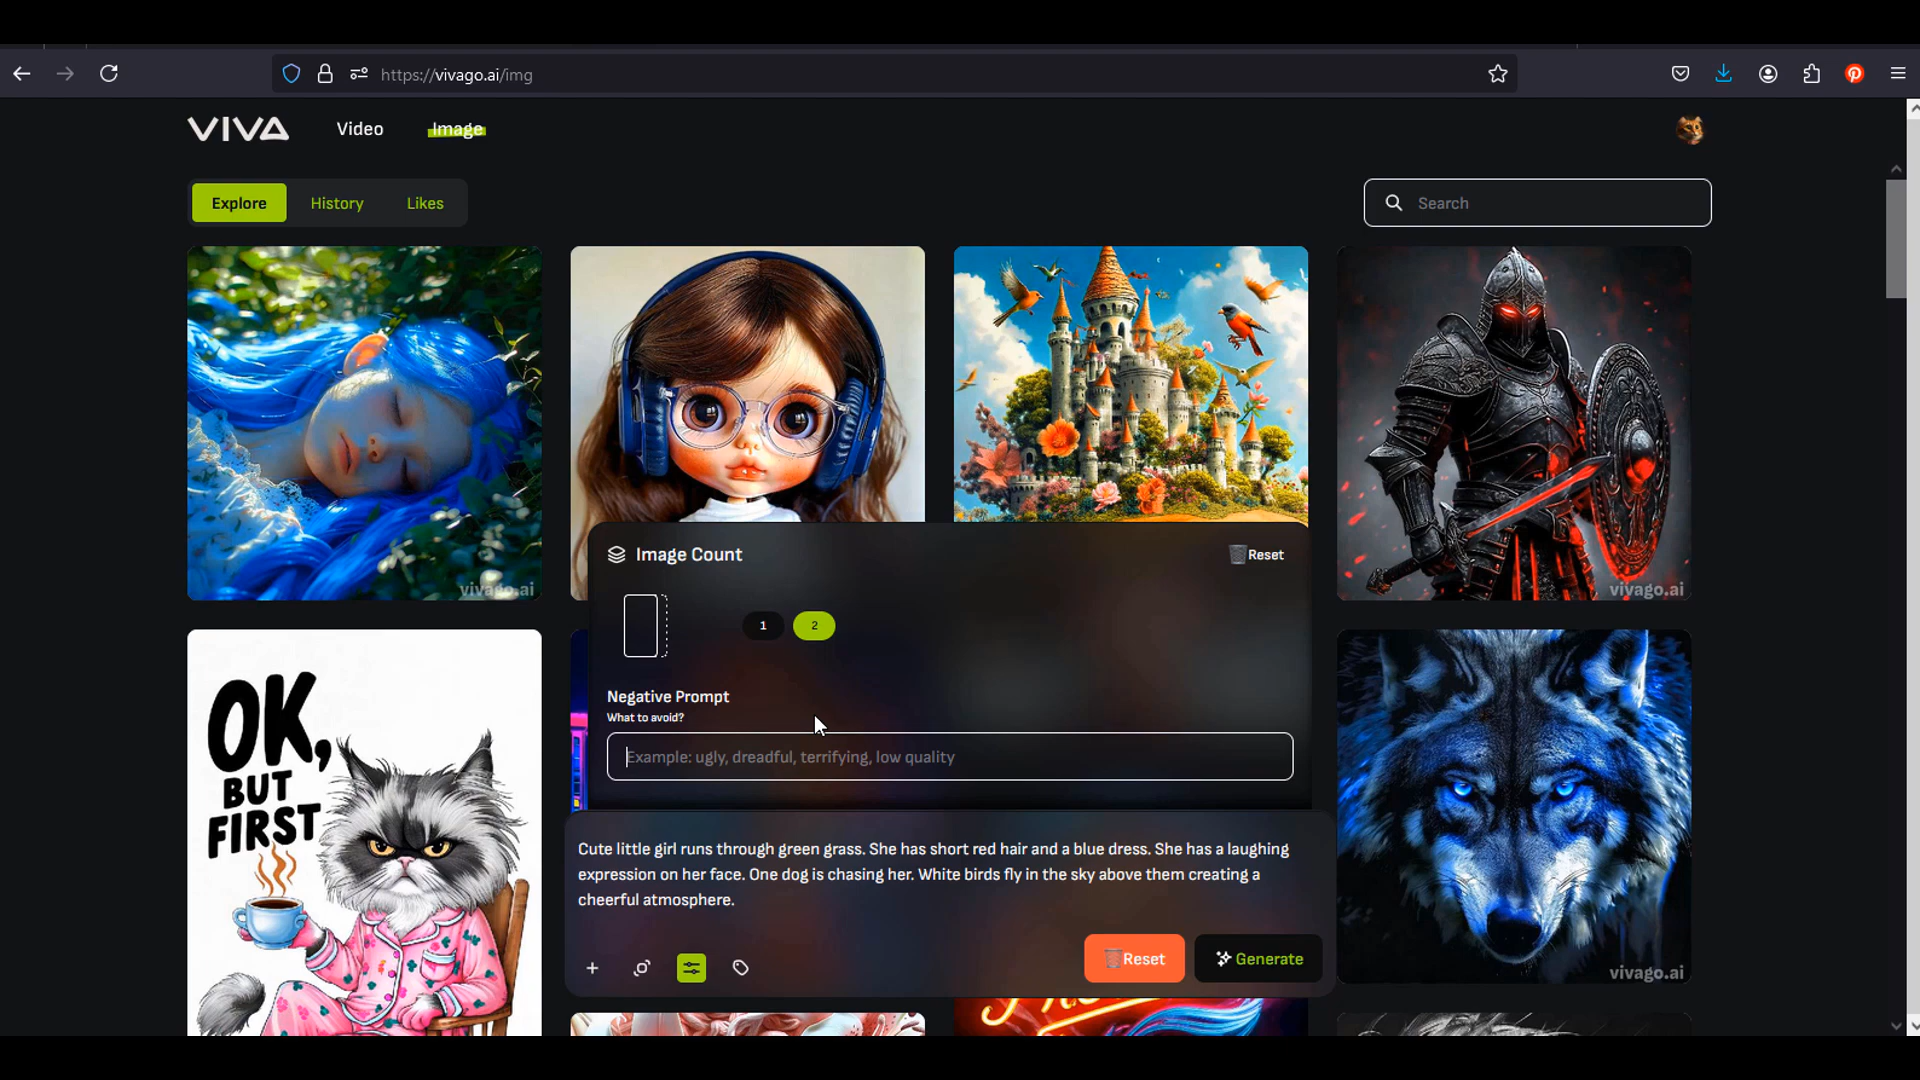 https://vivago.ai/img
VIVA
Video
Image
Explore
History
Likes
Search
vivago.ai
vivago.ai
Image Count
Reset
1
2
Negative Prompt
What to avoid?
Example: ugly, dreadful, terrifying, low quality
OK,
BUT
FIRST
Cute little girl runs through green grass. She has short red hair and a blue dress. She has a laughing
expression on her face. One dog is chasing her. White birds fly in the sky above them creating a
cheerful atmosphere.
Reset
Generate
vivago.ai